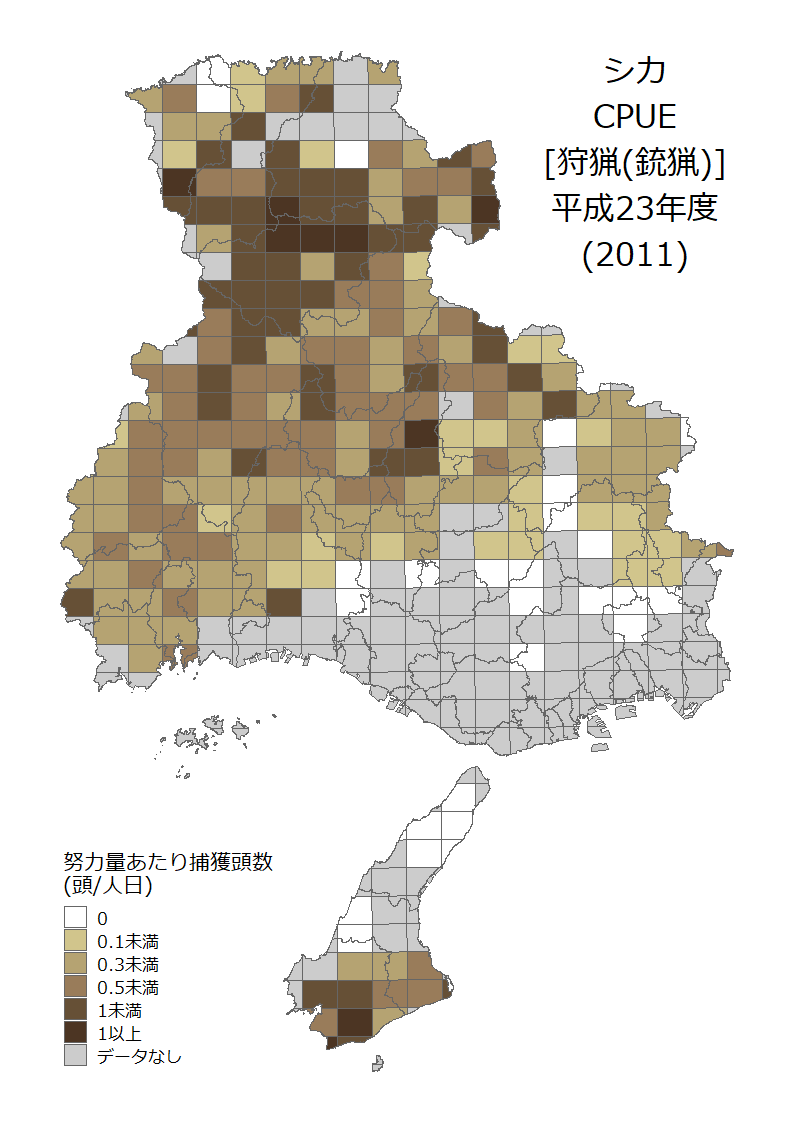 シカ
CPUE
[狩猟(銃猟)]
平成23年度
(2011)
努力量あたり捕獲頭数
(頭/人日)
0
0.1未満
0.3未満
0.5未満
1未満
1以上
データなし